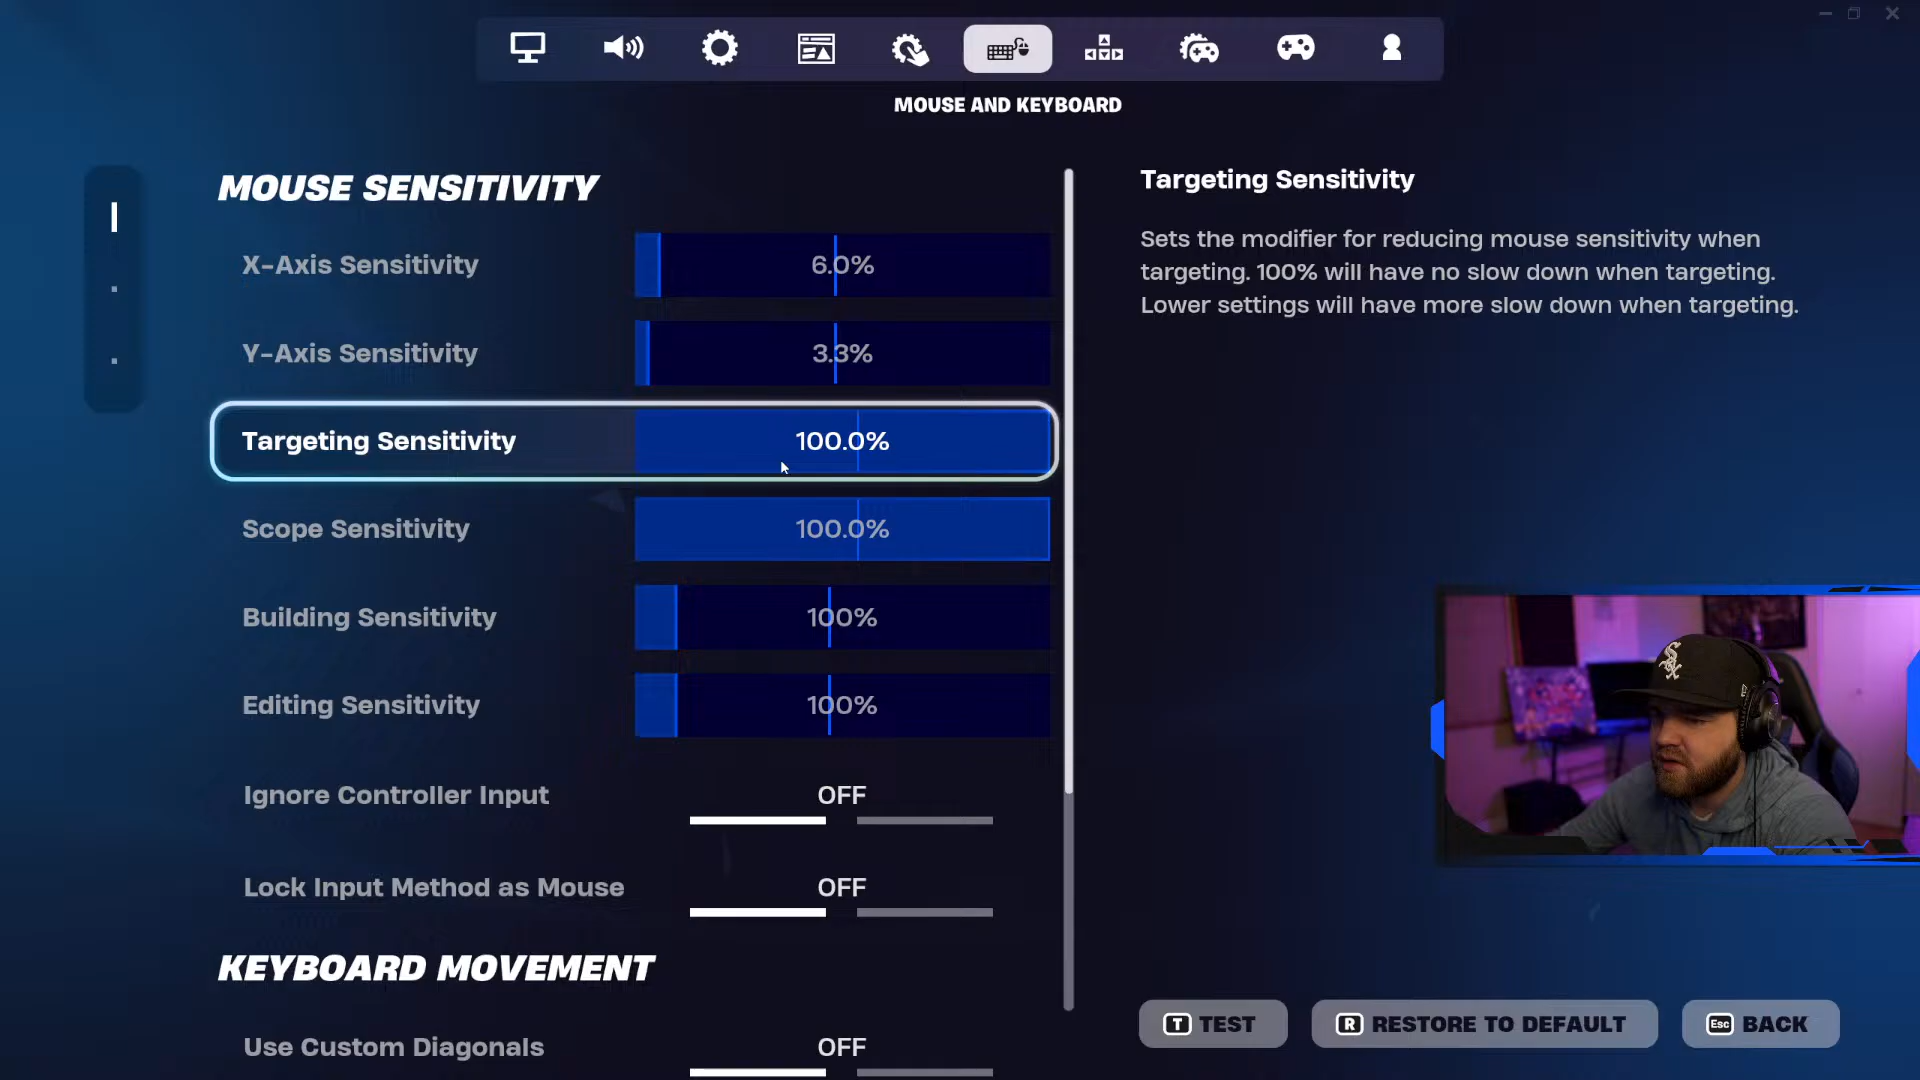 MOUSE AND KEYBOARD
MOUSE SENSITIVITY
X-Axis Sensitivity 6.0%
Y-Axis Sensitivity 3.3%
Targeting Sensitivity 100.0%
Scope Sensitivity 100.0%
Building Sensitivity 100%
Editing Sensitivity 100%
Ignore Controller Input OFF
Lock Input Method as Mouse OFF
KEYBOARD MOVEMENT
Use Custom Diagonals OFF
Targeting Sensitivity
Sets the modifier for reducing mouse sensitivity when
targeting. 100% will have no slow down when targeting.
Lower settings will have more slow down when targeting.
SOX
T TEST
R RESTORE TO DEFAULT
Esc BACK